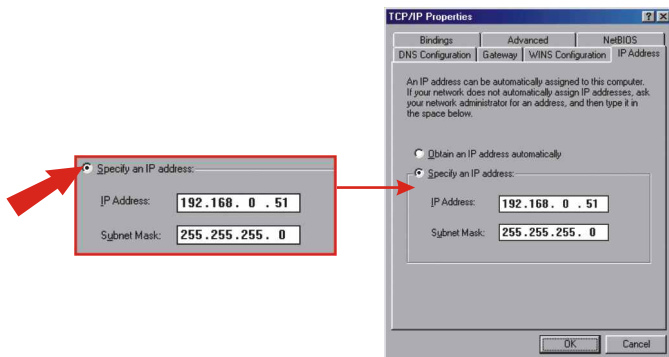 TCP/IP Properties
Bindings Advanced NetBIOS
DNS Configuration Gateway WINS Configuration IP Address
An IP address can be automatically assigned to this computer.
If your network does not automatically assign IP addresses, ask
your network administrator for an address, and then type it in
the space below.
Obtain an IP address automatically
Specify an IP address:
IP Address: 192.168. 0 .51
Subnet Mask: 255.255.255. 0
OK Cancel
Specify an IP address:
IP Address: 192.168. 0 .51
Subnet Mask: 255.255.255. 0